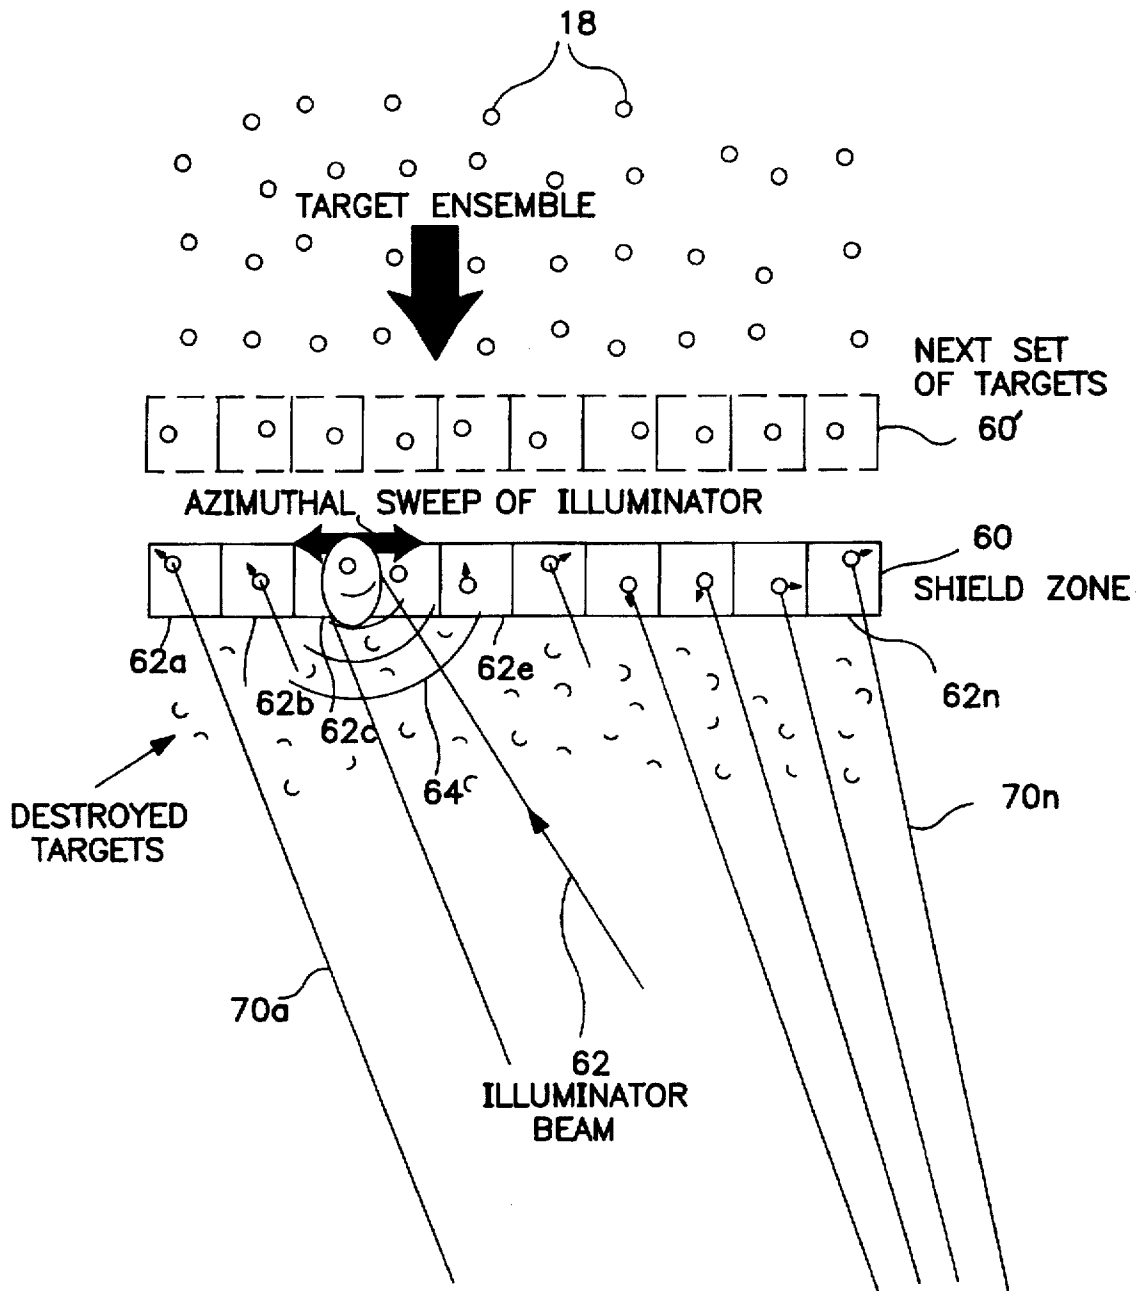 18
TARGET ENSEMBLE
NEXT SET
OF TARGETS
60'
AZIMUTHAL SWEEP OF ILLUMINATOR
60
SHIELD ZONE
62a
62b
62c
62e
62n
64
DESTROYED
TARGETS
70n
70a
62
ILLUMINATOR
BEAM